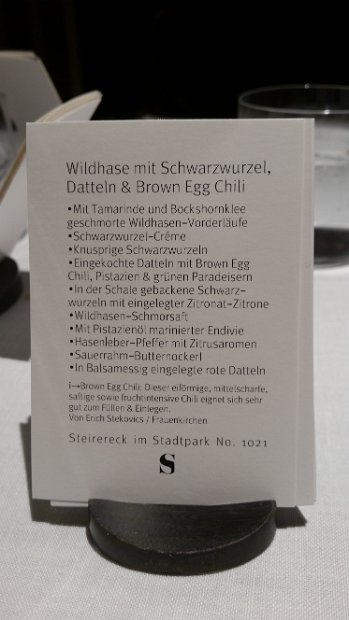 Wildhase mit Schwarzwurzel,
Datteln & Brown Egg Chili
•Mit Tamarinde und Bockshornklee
geschmorte Wildhasen-Vorderläufe
•Schwarzwurzel-Crême
•Knusprige Schwarzwurzeln
•Eingekochte Datteln mit Brown Egg
Chili, Pistazien & grünen Paradeisern
•In der Schale gebackene Schwarz-
wurzeln mit eingelegter Zitronat-Zitrone
•Wildhasen-Schmorsaft
•Mit Pistazienöl marinierter Endivie
•Hasenleber-Pfeffer mit Zitrusaromen
•Sauerrahm-Butternockerl
•In Balsamessig eingelegte rote Datteln
i→Brown Egg Chili: Dieser eiförmige, mittelscharfe,
saftige sowie fruchtintensive Chili eignet sich sehr
gut zum Füllen & Einlegen.
Von Erich Stekovics / Frauenkirchen
Steirereck im Stadtpark No. 1021
S